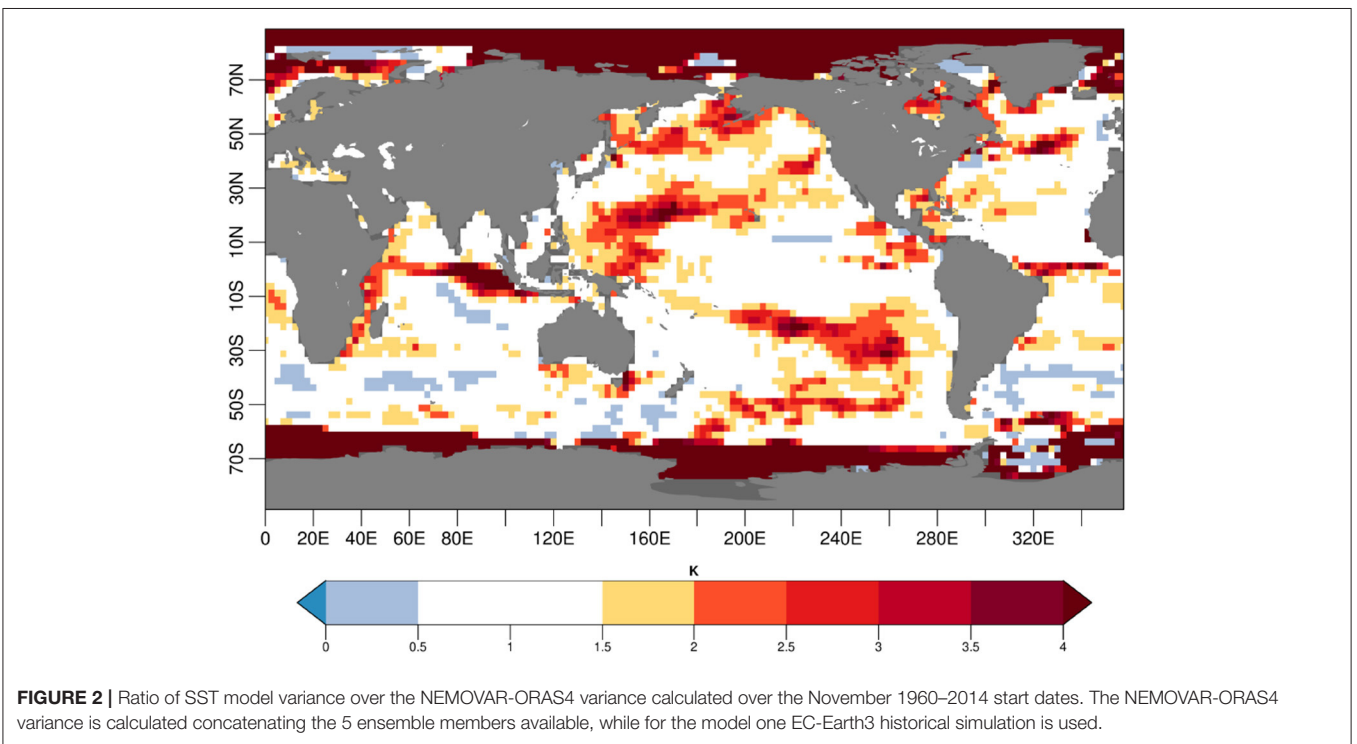 70N
50N
30N
10N
10S
30S
50S
70S
0 20E 40E 60E 80E 120E 160E 200E 240E 280E 320E
K
0 0.5 1 1.5 2 2.5 3 3.5 4
FIGURE 2 | Ratio of SST model variance over the NEMOVAR-ORAS4 variance calculated over the November 1960–2014 start dates. The NEMOVAR-ORAS4
variance is calculated concatenating the 5 ensemble members available, while for the model one EC-Earth3 historical simulation is used.